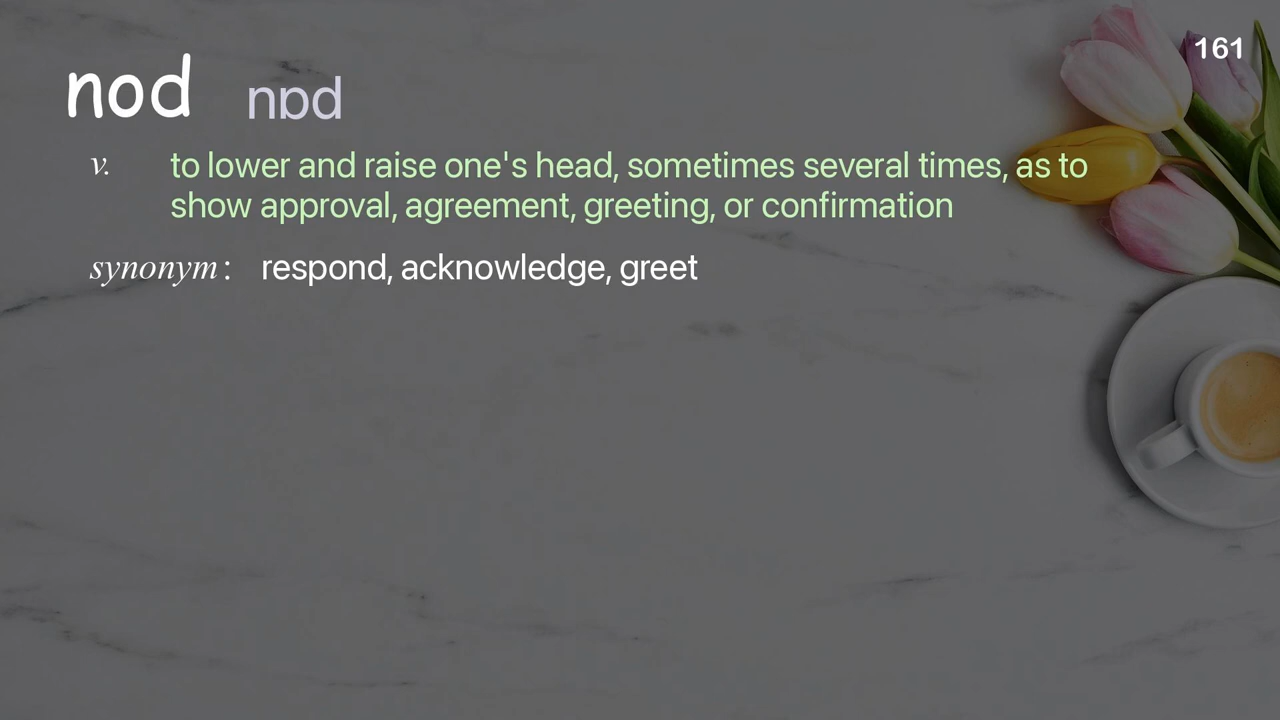 161
nod nɒd
v. to lower and raise one's head, sometimes several times, as to
show approval, agreement, greeting, or confirmation
synonym: respond, acknowledge, greet